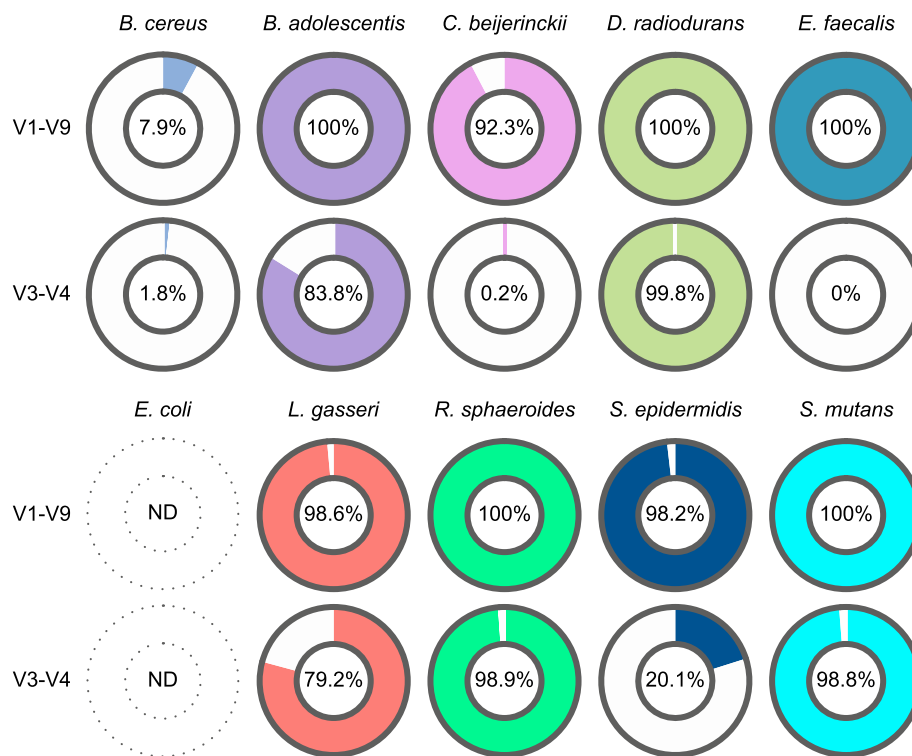 B. cereus B. adolescentis C. beijerinckii D. radiodurans E. faecalis
V1-V9 7.9% 100% 92.3% 100% 100%
V3-V4 1.8% 83.8% 0.2% 99.8% 0%
E. coli L. gasseri R. sphaeroides S. epidermidis S. mutans
V1-V9 ND 98.6% 100% 98.2% 100%
V3-V4 ND 79.2% 98.9% 20.1% 98.8%